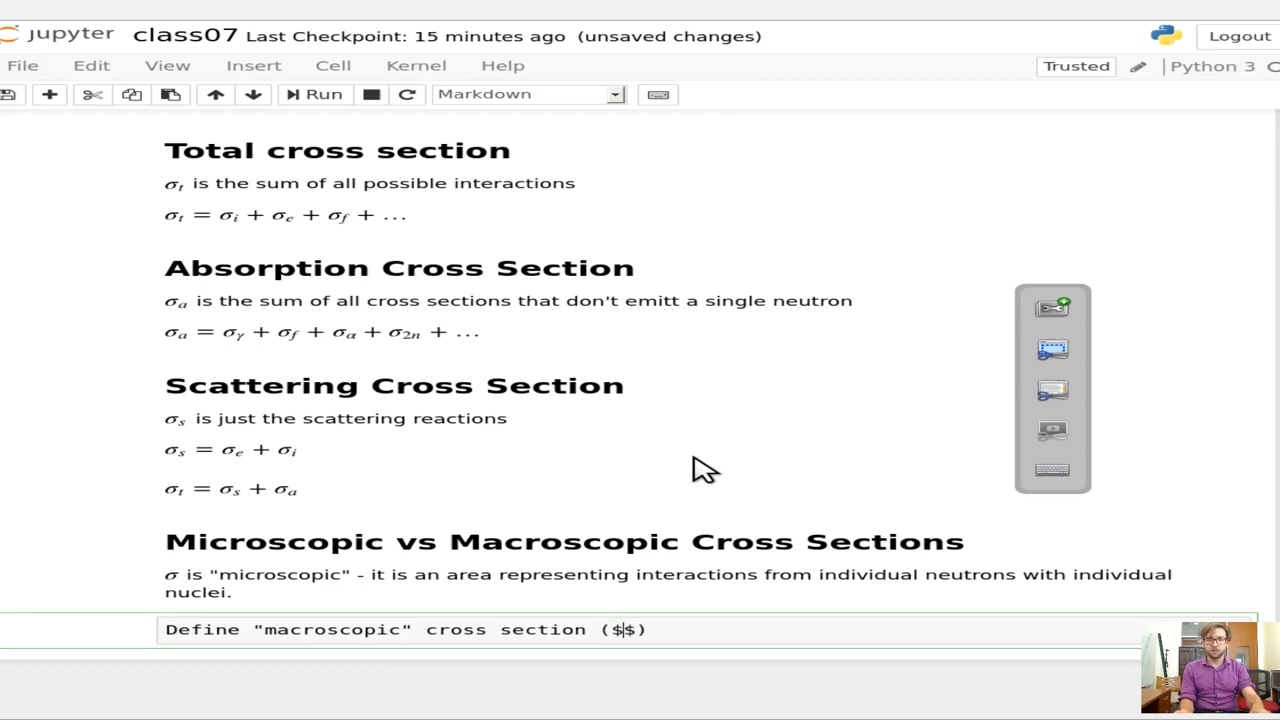 jupyter class07 Last Checkpoint: 15 minutes ago (unsaved changes) Logout
File Edit View Insert Cell Kernel Help Trusted Python 3
Run Markdown
Total cross section
σt is the sum of all possible interactions
σt = σi + σe + σf + …
Absorption Cross Section
σa is the sum of all cross sections that don't emitt a single neutron
σa = σγ + σf + σα + σ2n + …
Scattering Cross Section
σs is just the scattering reactions
σs = σe + σi
σt = σs + σa
Microscopic vs Macroscopic Cross Sections
σ is "microscopic" - it is an area representing interactions from individual neutrons with individual
nuclei.
Define "macroscopic" cross section ($$)